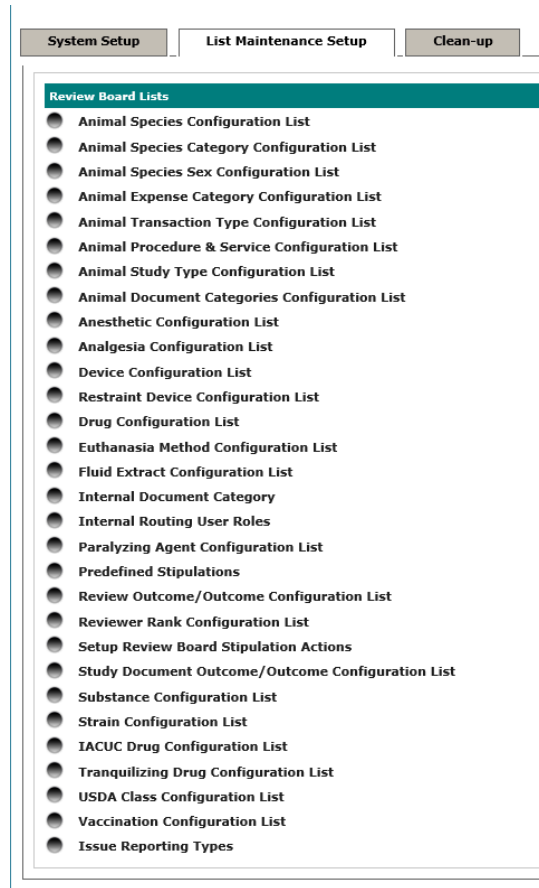 System Setup
List Maintenance Setup
Clean-up
Review Board Lists
Animal Species Configuration List
Animal Species Category Configuration List
Animal Species Sex Configuration List
Animal Expense Category Configuration List
Animal Transaction Type Configuration List
Animal Procedure & Service Configuration List
Animal Study Type Configuration List
Animal Document Categories Configuration List
Anesthetic Configuration List
Analgesia Configuration List
Device Configuration List
Restraint Device Configuration List
Drug Configuration List
Euthanasia Method Configuration List
Fluid Extract Configuration List
Internal Document Category
Internal Routing User Roles
Paralyzing Agent Configuration List
Predefined Stipulations
Review Outcome/Outcome Configuration List
Reviewer Rank Configuration List
Setup Review Board Stipulation Actions
Study Document Outcome/Outcome Configuration List
Substance Configuration List
Strain Configuration List
IACUC Drug Configuration List
Tranquilizing Drug Configuration List
USDA Class Configuration List
Vaccination Configuration List
Issue Reporting Types